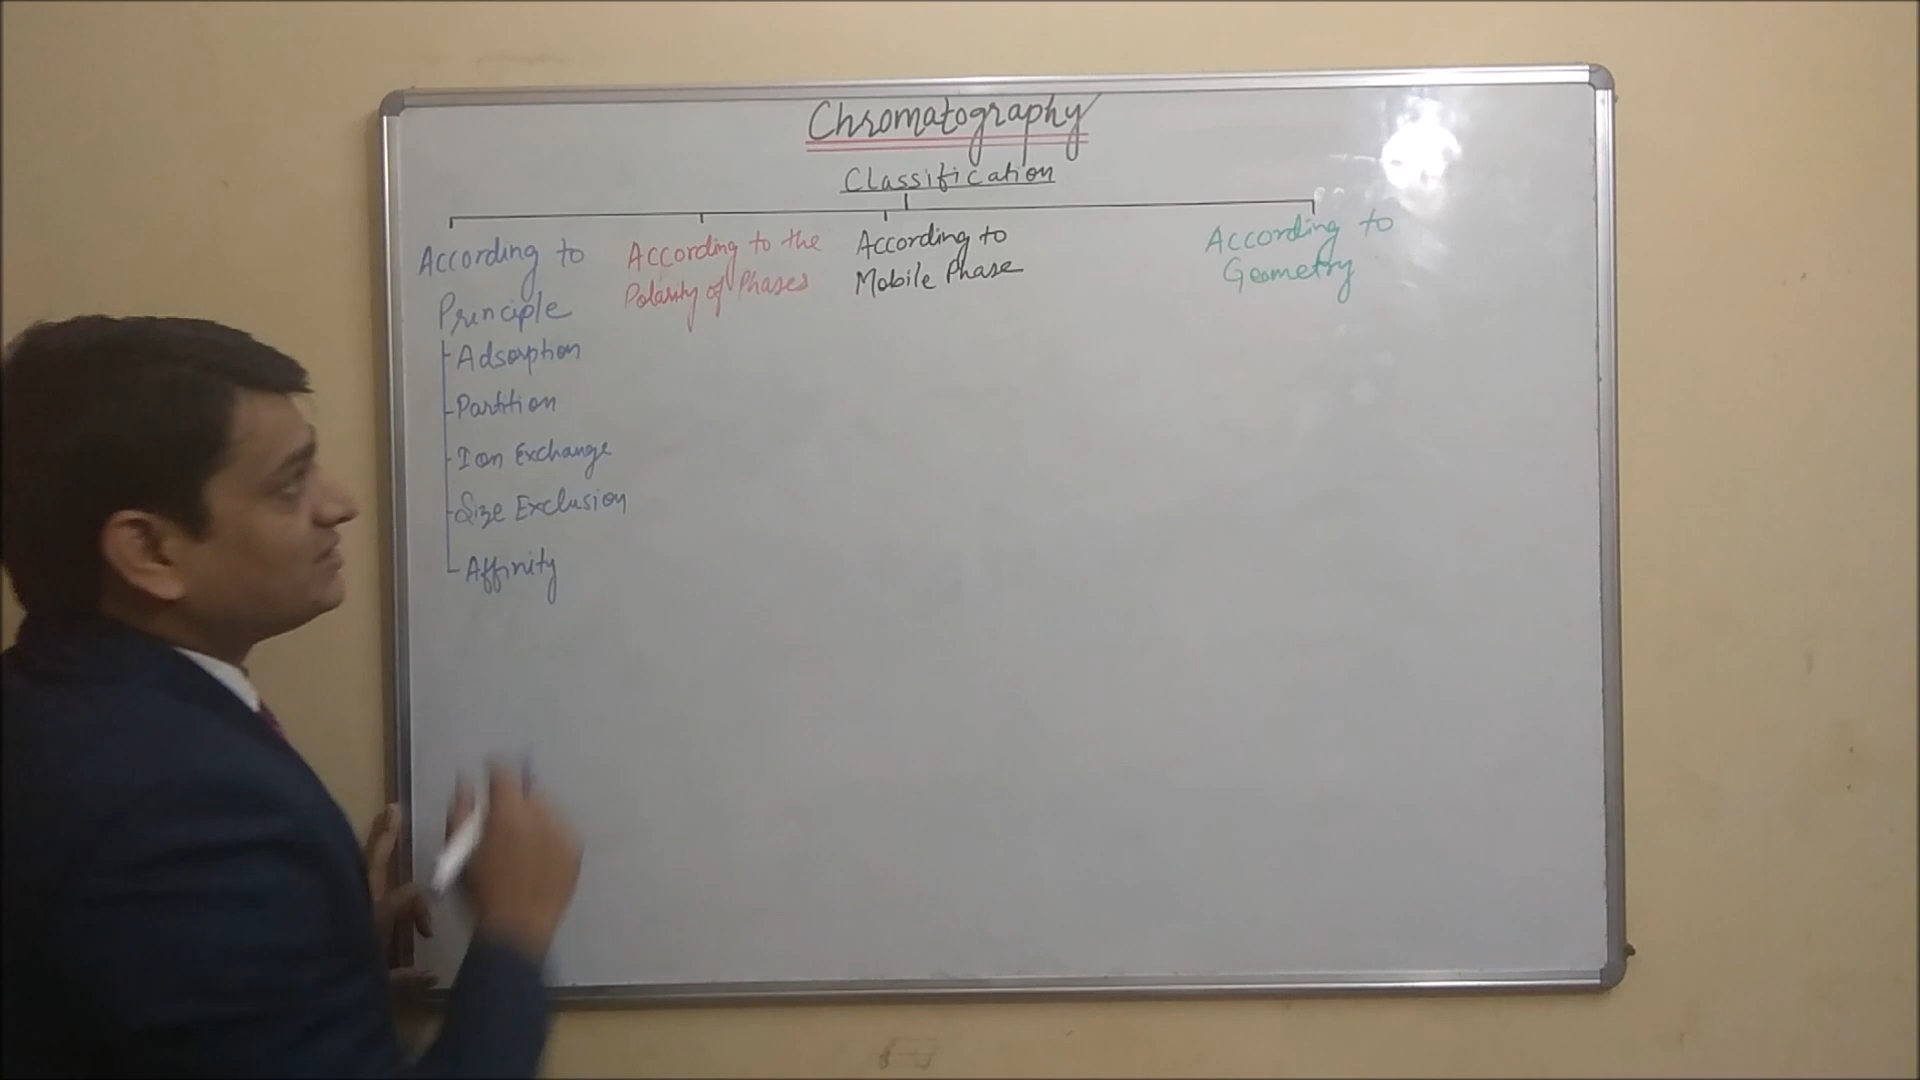 Chromatography
Classification
According to
Principle
Adsorption
Partition
Ion Exchange
Size Exclusion
Affinity
According to the
Polarity of Phases
According to
Mobile Phase
According to
Geometry